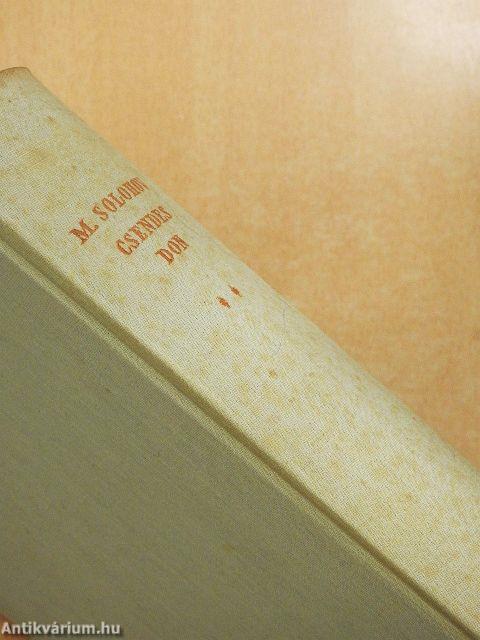 M. SOLOHOV
CSENDES
DON
Antikvárium.hu